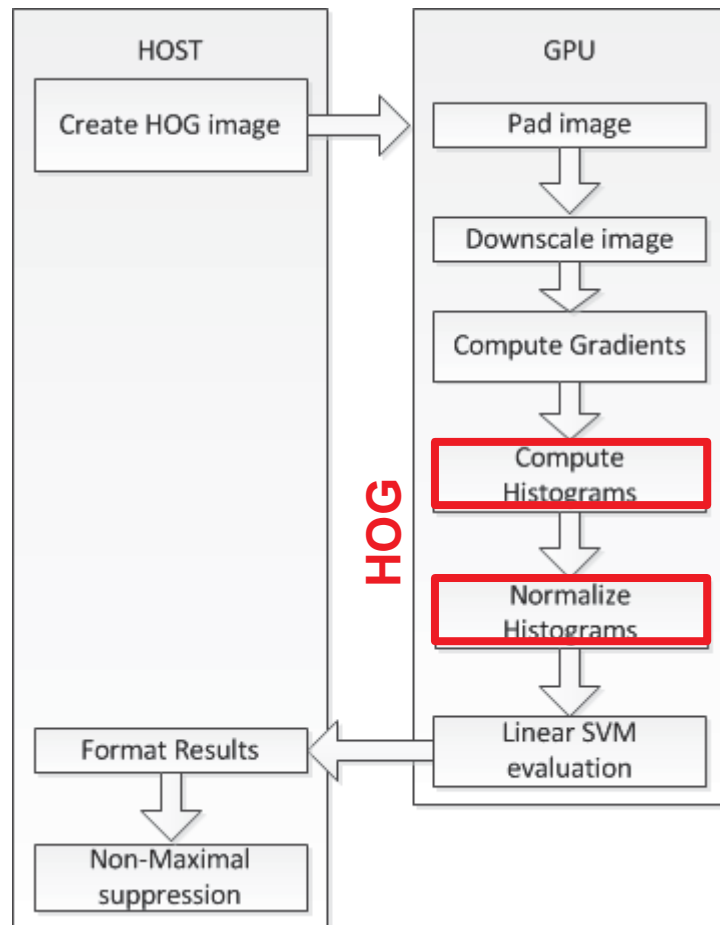 HOST
Create HOG image
Format Results
Non-Maximal
suppression
HOG
GPU
Pad image
Downscale image
Compute Gradients
Compute
Histograms
Normalize
Histograms
Linear SVM
evaluation